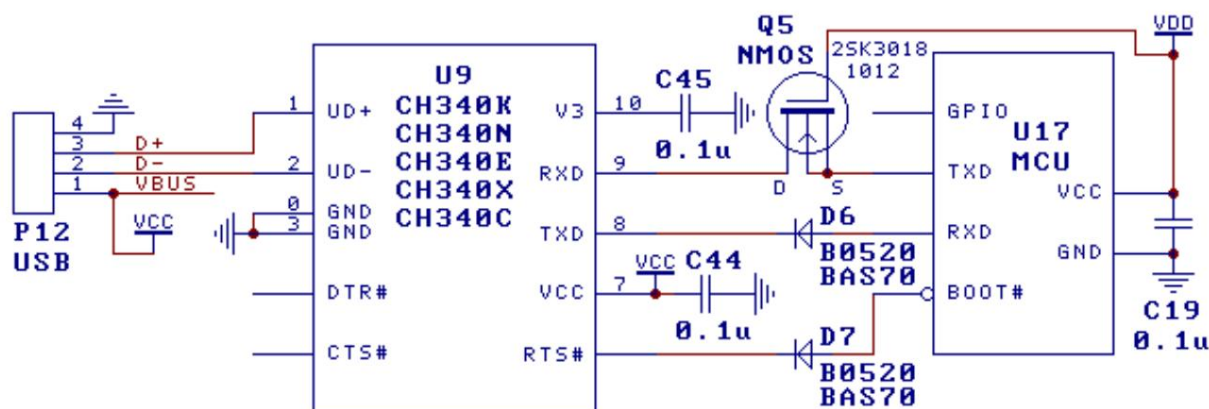 Q5
NMOS
2SK3018
1012
VDD
U9
CH340K
CH340N
CH340E
CH340X
CH340C
C45
0.1u
1
UD+
V3
10
GPIO
U17
MCU
4
3
D+
2
D-
1
VBUS
2
UD-
RXD
9
D
S
TXD
VCC
0
GND
3
GND
TXD
8
D6
B0520
BAS70
RXD
GND
P12
USB
VCC
DTR#
VCC
7
VCC
C44
0.1u
BOOT#
C19
0.1u
CTS#
RTS#
D7
B0520
BAS70